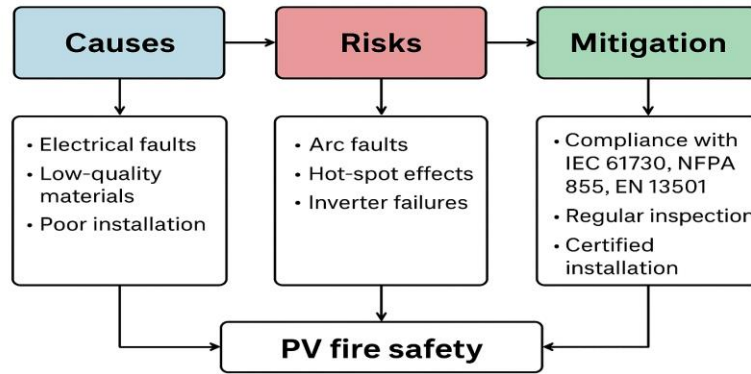 Causes
Risks
Mitigation
• Electrical faults
• Low-quality
materials
• Poor installation
• Arc faults
• Hot-spot effects
• Inverter failures
• Compliance with
IEC 61730, NFPA
855, EN 13501
• Regular inspection
• Certified
installation
PV fire safety